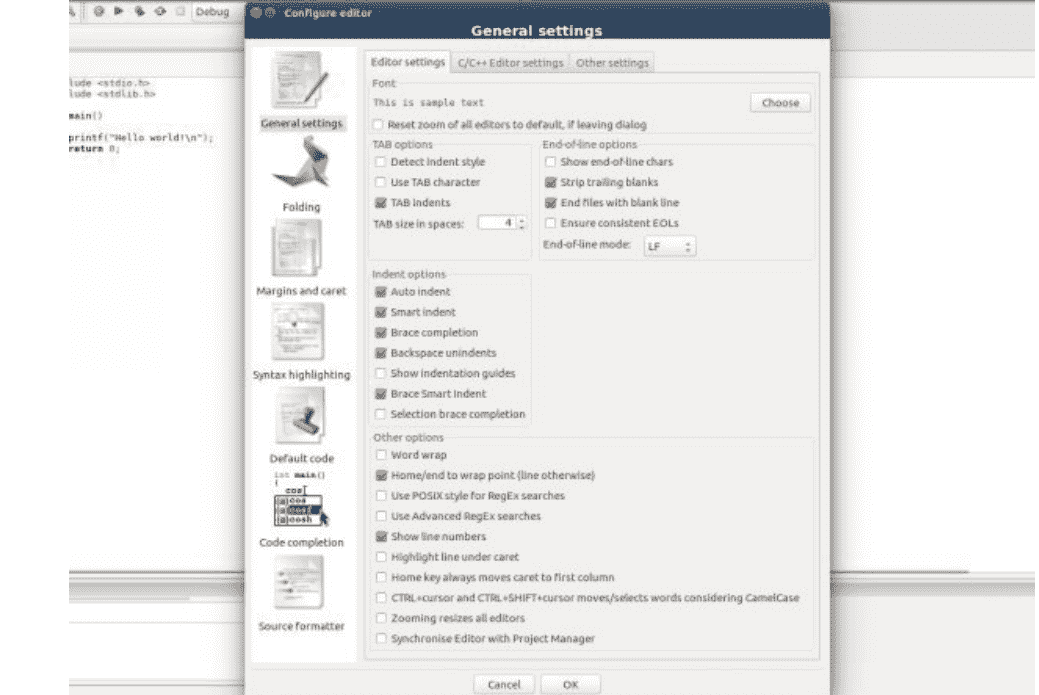 Debug
Configure editor
General settings
lude <stdio.h>
lude <stdlib.h>
main()
printf("Hello world!\n");
return 0;
General settings
Folding
Margins and caret
Syntax highlighting
Default code
int main()
{
cos
cos
cosf
cosh
Code completion
Source formatter
Editor settings
C/C++ Editor settings
Other settings
Font
This is sample text
Choose
Reset zoom of all editors to default, if leaving dialog
TAB options
Detect indent style
Use TAB character
TAB indents
TAB size in spaces: 4
End-of-line options
Show end-of-line chars
Strip trailing blanks
End files with blank line
Ensure consistent EOLs
End-of-line mode: LF
Indent options
Auto indent
Smart indent
Brace completion
Backspace unindents
Show indentation guides
Brace Smart Indent
Selection brace completion
Other options
Word wrap
Home/end to wrap point (line otherwise)
Use POSIX style for RegEx searches
Use Advanced RegEx searches
Show line numbers
Highlight line under caret
Home key always moves caret to first column
CTRL+cursor and CTRL+SHIFT+cursor moves/selects words considering CamelCase
Zooming resizes all editors
Synchronise Editor with Project Manager
Cancel
OK